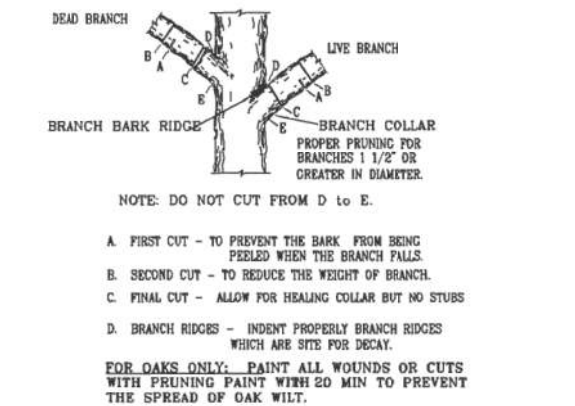 DEAD BRANCH
D
B
A
C
E
LIVE BRANCH
D
B
A
C
E
BRANCH BARK RIDGE
BRANCH COLLAR
PROPER PRUNING FOR
BRANCHES 1 1/2" OR
GREATER IN DIAMETER.
NOTE: DO NOT CUT FROM D to E.
A. FIRST CUT - TO PREVENT THE BARK FROM BEING
PEELED WHEN THE BRANCH FALLS.
B. SECOND CUT - TO REDUCE THE WEIGHT OF BRANCH.
C. FINAL CUT - ALLOW FOR HEALING COLLAR BUT NO STUBS
D. BRANCH RIDGES - INDENT PROPERLY BRANCH RIDGES
WHICH ARE SITE FOR DECAY.
FOR OAKS ONLY: PAINT ALL WOUNDS OR CUTS
WITH PRUNING PAINT WITH 20 MIN TO PREVENT
THE SPREAD OF OAK WILT.